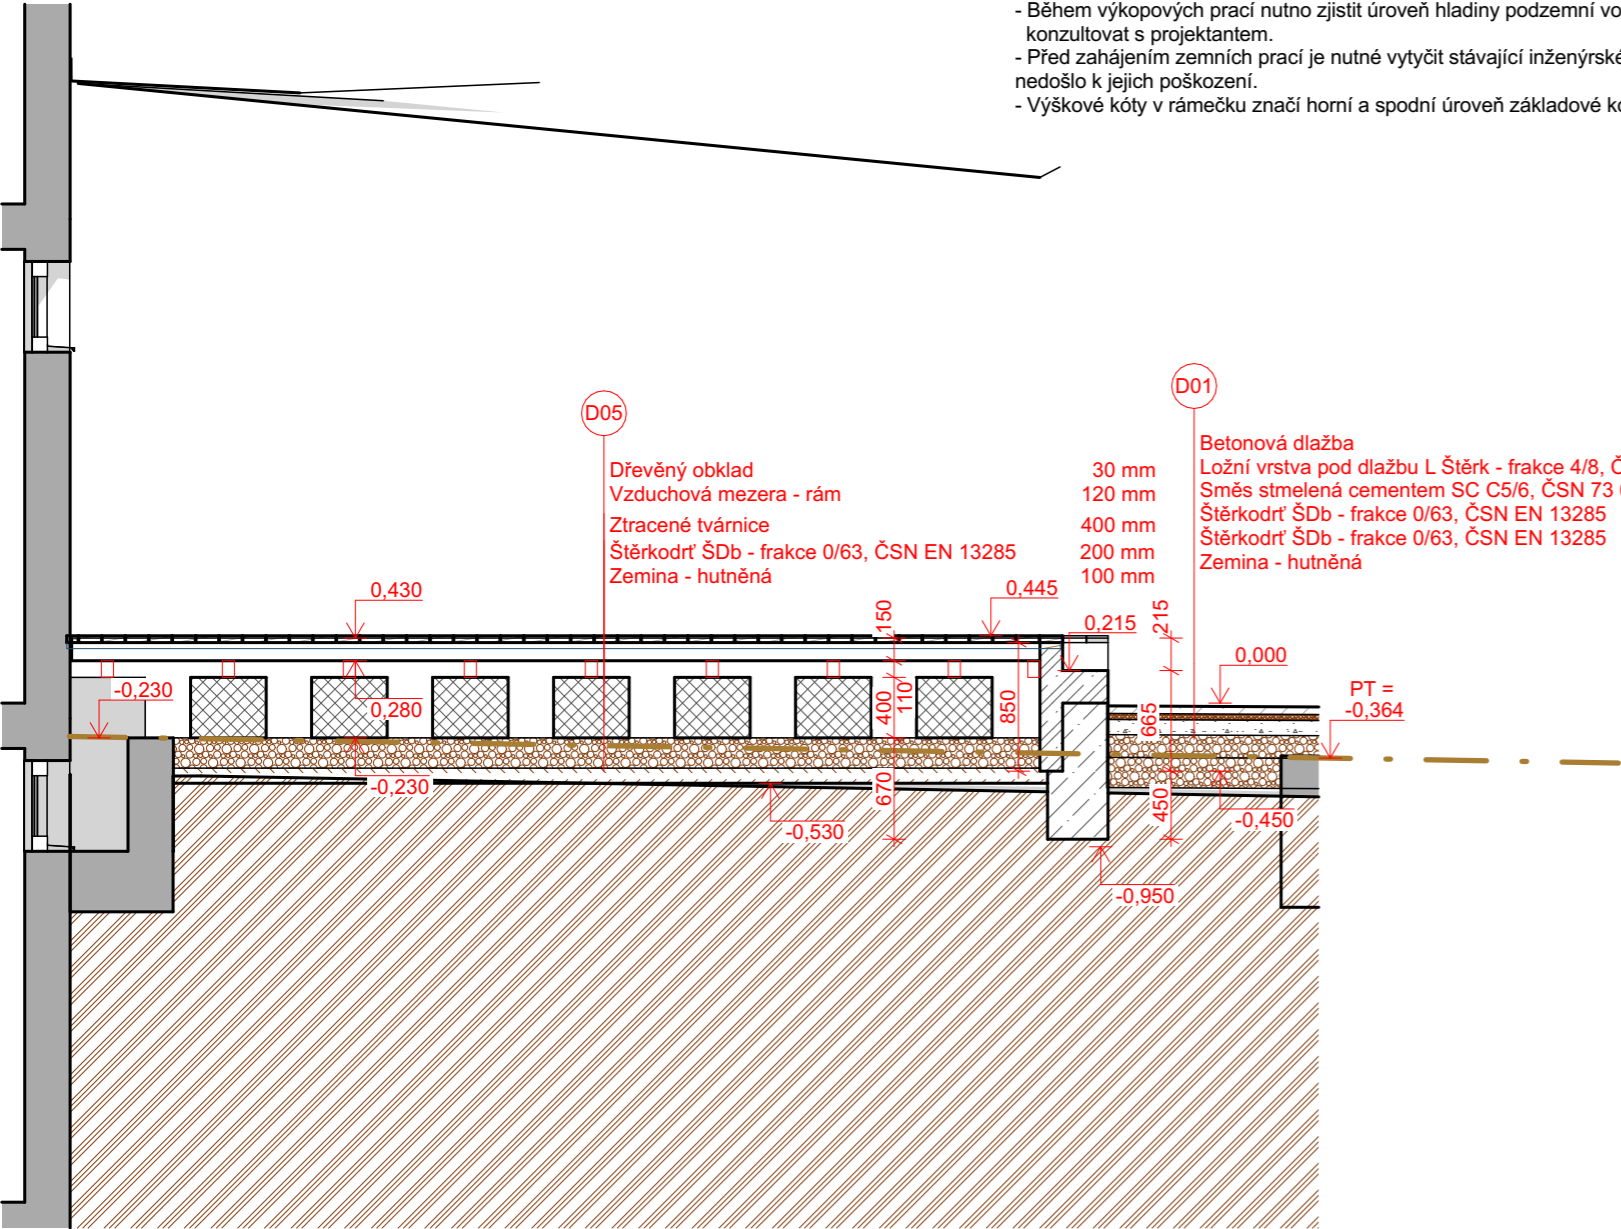 - Během výkopových prací nutno zjistit úroveň hladiny podzemní vo
konzultovat s projektantem.
- Před zahájením zemních prací je nutné vytyčit stávající inženýrské
nedošlo k jejich poškození.
- Výškové kóty v rámečku značí horní a spodní úroveň základové
D01
D05
Betonová dlažba
Ložní vrstva pod dlažbu L Štěrk - frakce 4/8, Č
Směs stmelená cementem SC C5/6, ČSN 73
Štěrkodrť ŠDb - frakce 0/63, ČSN EN 13285
Štěrkodrť ŠDb - frakce 0/63, ČSN EN 13285
Zemina - hutněná
Dřevěný obklad 30 mm
Vzduchová mezera - rám 120 mm
Ztracené tvárnice 400 mm
Štěrkodrť ŠDb - frakce 0/63, ČSN EN 13285 200 mm
Zemina - hutněná 100 mm
0,430
0,445
150
215
0,215
0,000
-0,230
0,280
400
110
850
665
PT =
-0,364
-0,230
670
-0,530
450
-0,450
-0,950